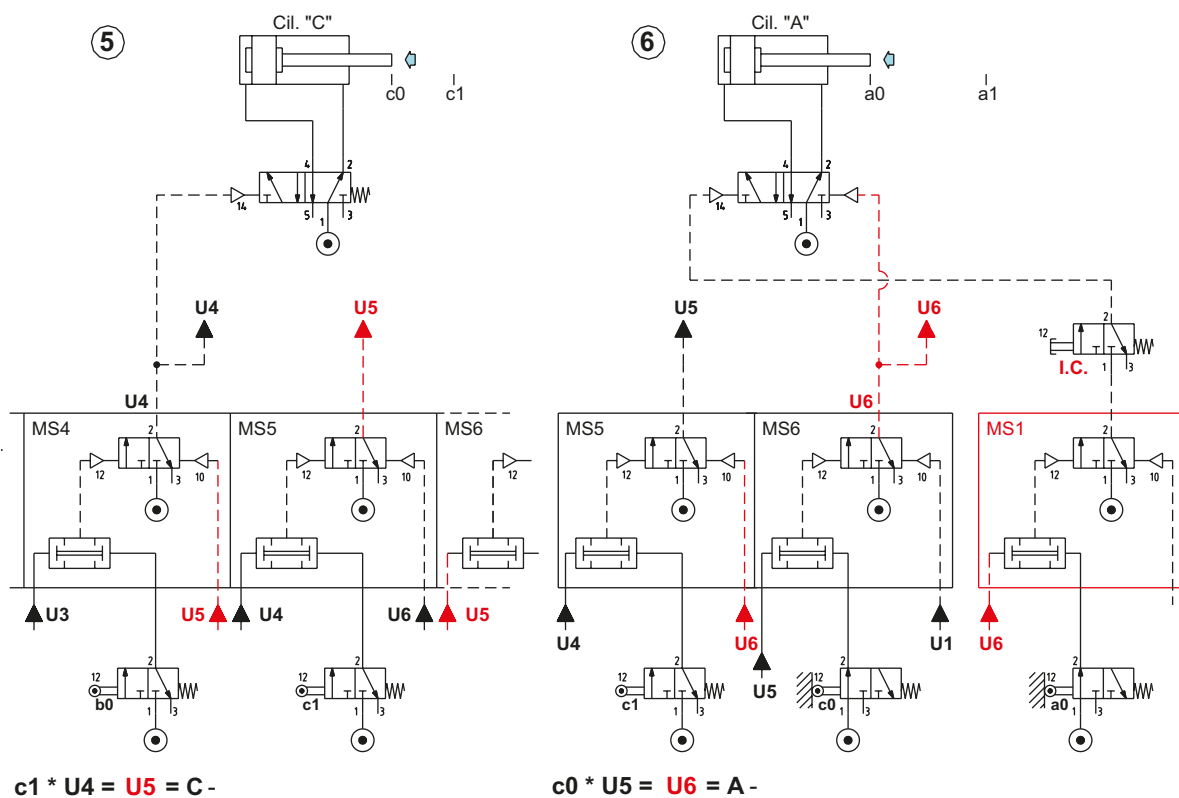 5
Cil. "C"
c0 c1
4 2
14
5 1 3
U4
U5
U4
MS4
MS5
MS6
2
12 1 3 10
2
12 1 3 10
12
U3
U5
U4
U6
U5
2
12
b0
1 3
2
12
c1
1 3
c1 * U4 = U5 = C -
6
Cil. "A"
a0 a1
4 2
14
5 1 3
U5
U6
2
12
I.C.
1 3
U6
MS5
MS6
MS1
2
12 1 3 10
2
12 1 3 10
2
12 1 3 10
U4
U6
U5
U1
U6
2
12
c1
1 3
2
12
c0
1 3
2
12
a0
1 3
c0 * U5 = U6 = A -